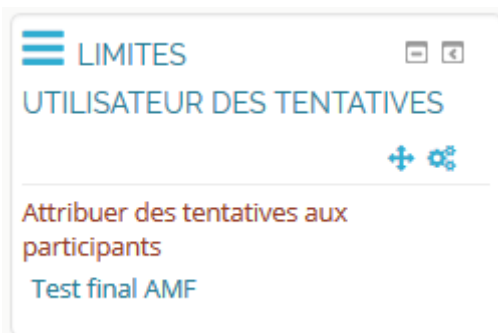 LIMITES
UTILISATEUR DES TENTATIVES
Attribuer des tentatives aux
participants
Test final AMF